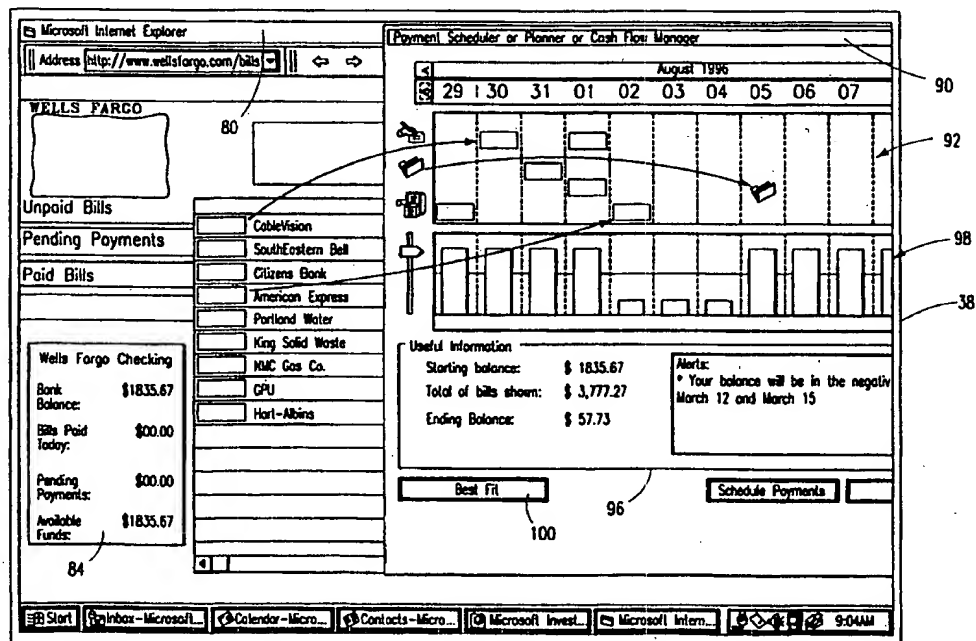 Microsoft Internet Explorer
80
Address http://www.wellsfargo.com/bills
WELLS FARGO
Unpaid Bills
Pending Payments
Paid Bills
Wells Fargo Checking
Bank Balance: $1835.67
Bills Paid Today: $00.00
Pending Payments: $00.00
Available Funds: $1835.67
84
CableVision
SouthEastern Bell
Citizens Bank
American Express
Portland Water
King Solid Waste
KMC Gas Co.
GPU
Hart-Albins
Payment Scheduler or Planner or Cash Flow Manager
90
August 1996
29 30 31 01 02 03 04 05 06 07
92
98
38
Useful Information
Starting balance: $ 1835.67
Total of bills shown: $ 3,777.27
Ending Balance: $ 57.73
Alerts:
* Your balance will be in the negativ
March 12 and March 15
96
Best Fit
100
Schedule Payments
Start
Inbox-Microsoft...
Calendar-Micro...
Contacts-Micro...
Microsoft Invest...
Microsoft Intern...
9:04AM